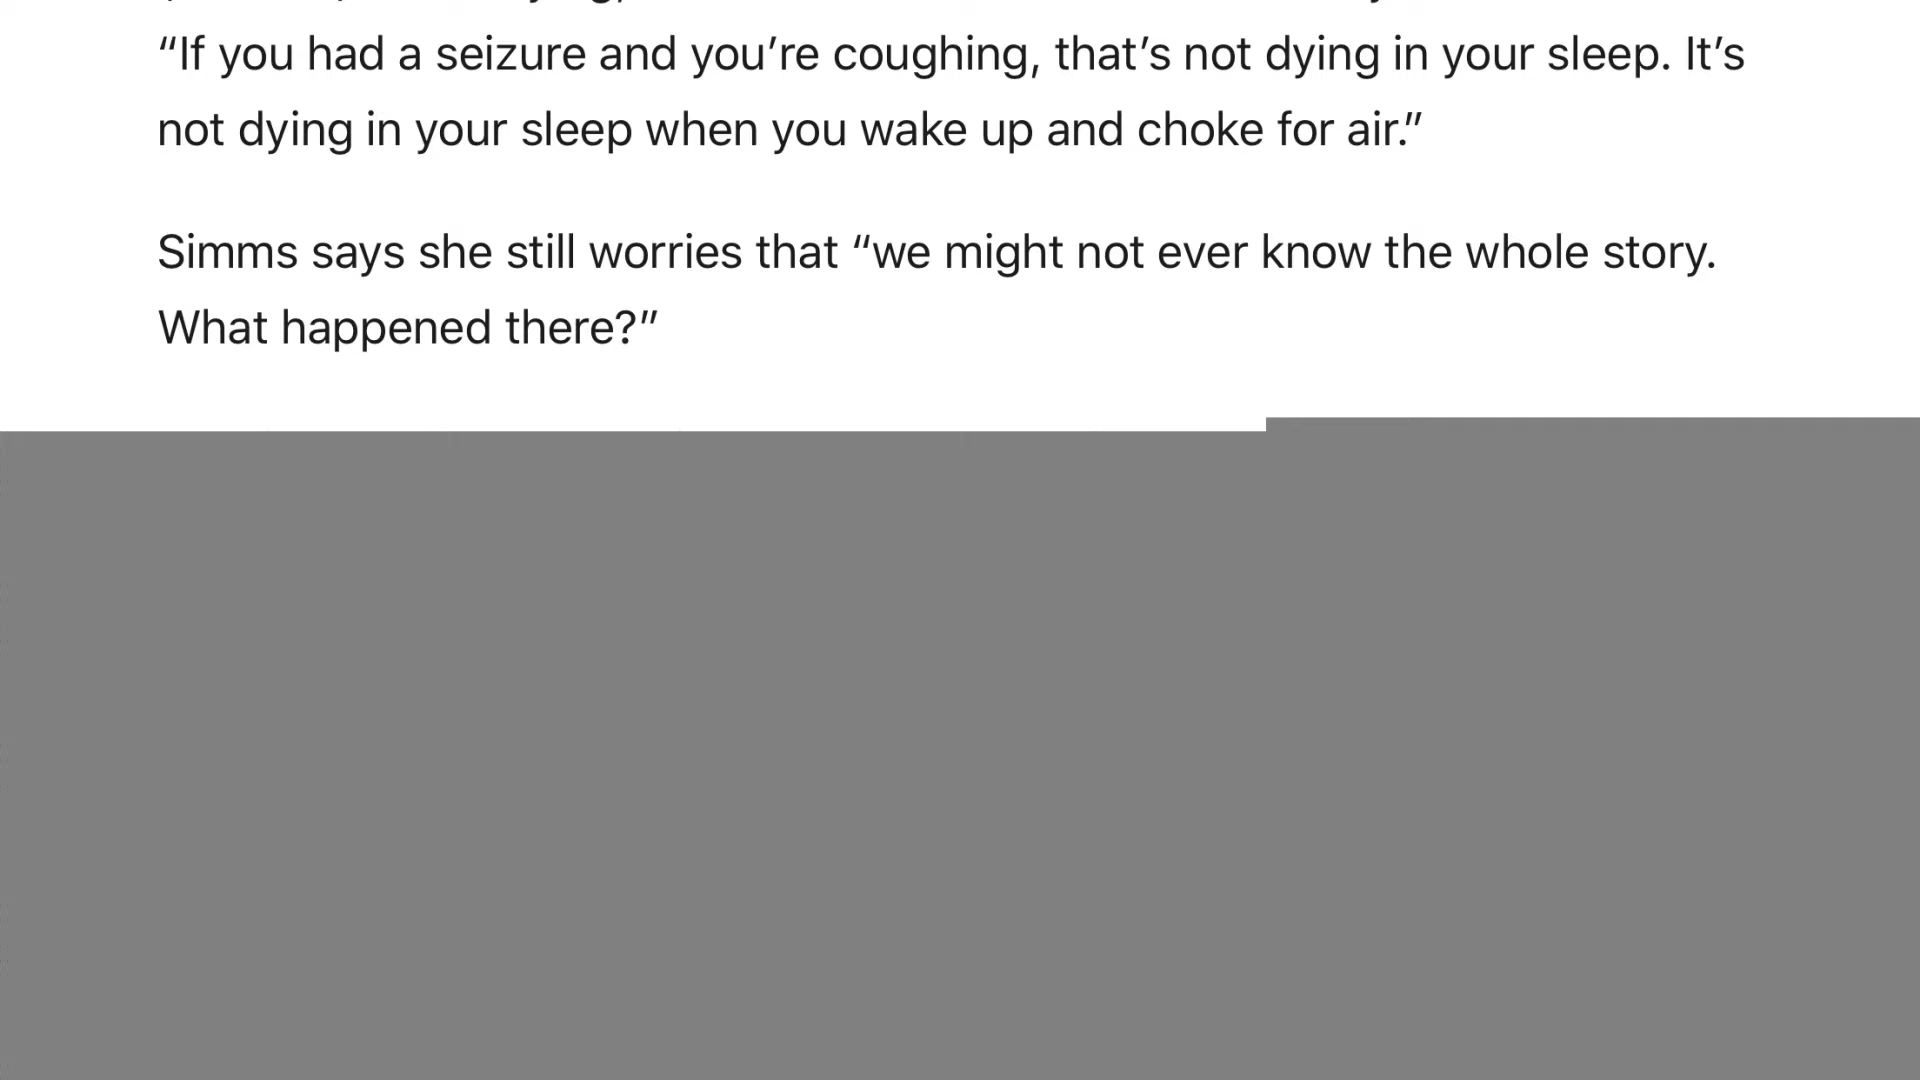 “If you had a seizure and you’re coughing, that’s not dying in your sleep. It’s
not dying in your sleep when you wake up and choke for air.”
Simms says she still worries that “we might not ever know the whole story.
What happened there?”